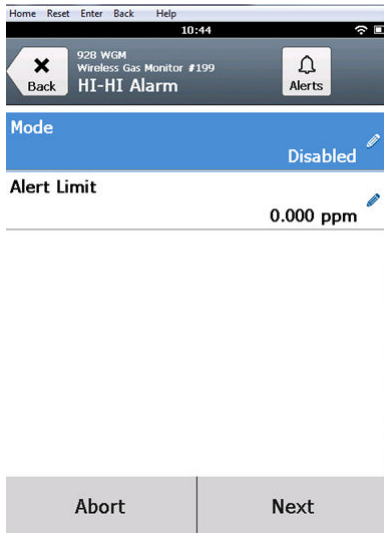 Home Reset Enter Back Help
10:44
928 WGM
Wireless Gas Monitor #199
HI-HI Alarm
Back
Alerts
Mode
Disabled
Alert Limit
0.000 ppm
Abort Next